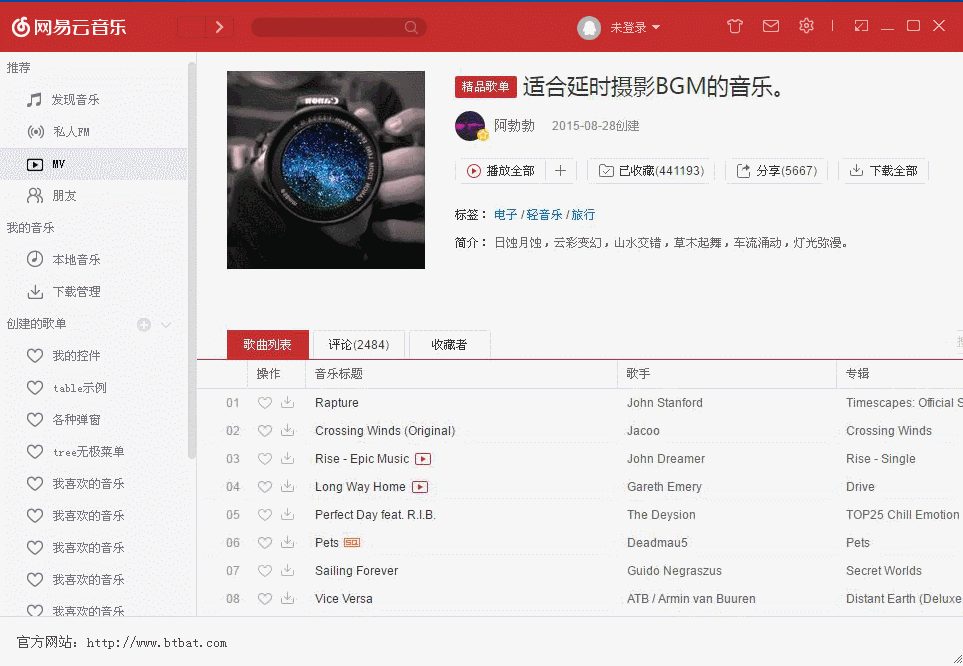 网易云音乐
未登录
推荐
发现音乐
私人FM
MV
朋友
我的音乐
本地音乐
下载管理
创建的歌单
我的控件
table示例
各种弹窗
tree无极菜单
我喜欢的音乐
我喜欢的音乐
我喜欢的音乐
我喜欢的音乐
我喜欢的音乐
CANON
精品歌单 适合延时摄影BGM的音乐。
阿勃勃 2015-08-28创建
播放全部 已收藏(441193) 分享(5667) 下载全部
标签： 电子 / 轻音乐 / 旅行
简介： 日蚀月蚀，云彩变幻，山水交错，草木起舞，车流涌动，灯光弥漫。
歌曲列表 评论(2484) 收藏者
操作 音乐标题 歌手 专辑
01 Rapture John Stanford Timescapes: Official S
02 Crossing Winds (Original) Jacoo Crossing Winds
03 Rise - Epic Music John Dreamer Rise - Single
04 Long Way Home Gareth Emery Drive
05 Perfect Day feat. R.I.B. The Deysion TOP25 Chill Emotion
06 Pets SQ Deadmau5 Pets
07 Sailing Forever Guido Negraszus Secret Worlds
08 Vice Versa ATB / Armin van Buuren Distant Earth (Deluxe
官方网站：http://www.btbat.com